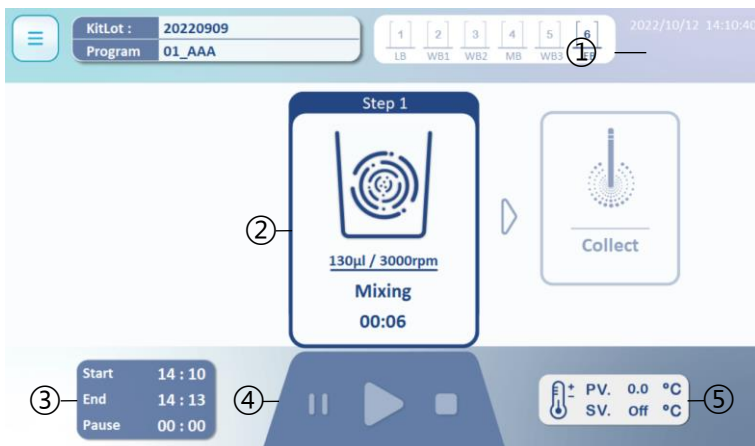 KitLot : 20220909
Program 01_AAA
1 2 3 4 5 6
LB WB1 WB2 MB WB3 EB
2022/10/12 14:10:40
①
Step 1
②
130µl / 3000rpm
Mixing
00:06
Collect
③
Start 14 : 10
End 14 : 13
Pause 00 : 00
④
PV. 0.0 °C
SV. Off °C
⑤